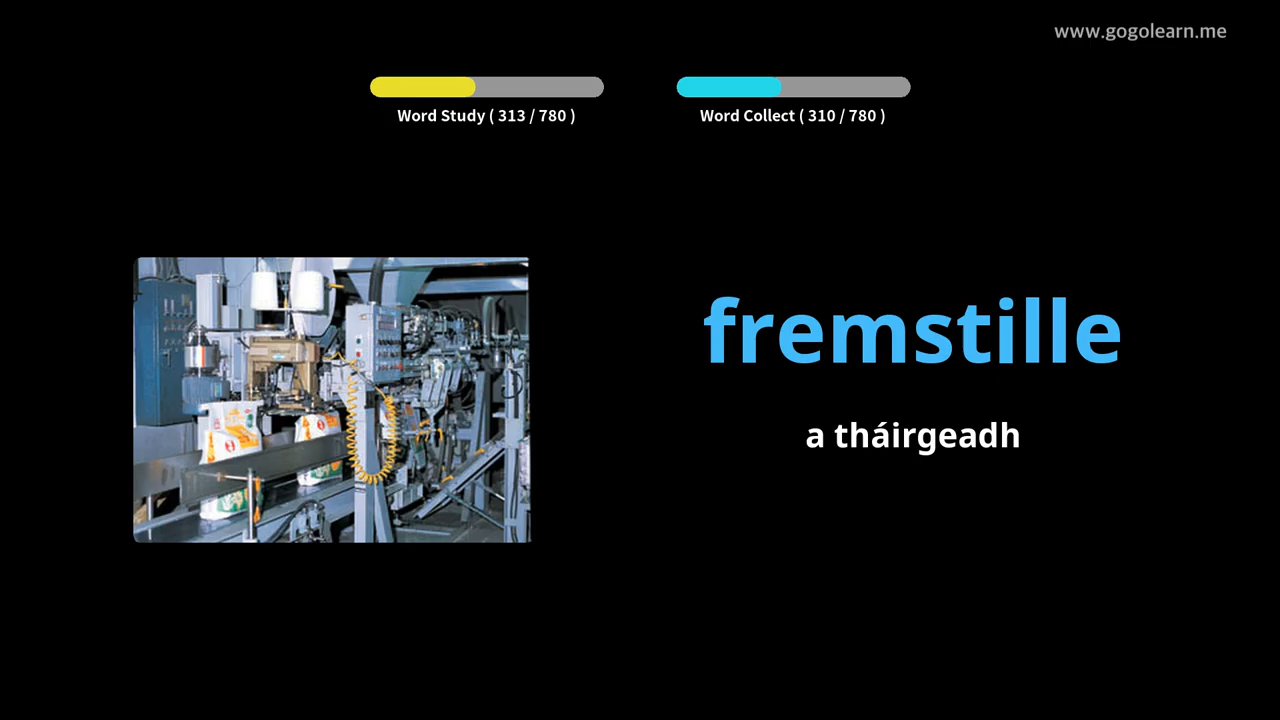 www.gogolearn.me
Word Study ( 313 / 780 )
Word Collect ( 310 / 780 )
fremstille
a tháirgeadh